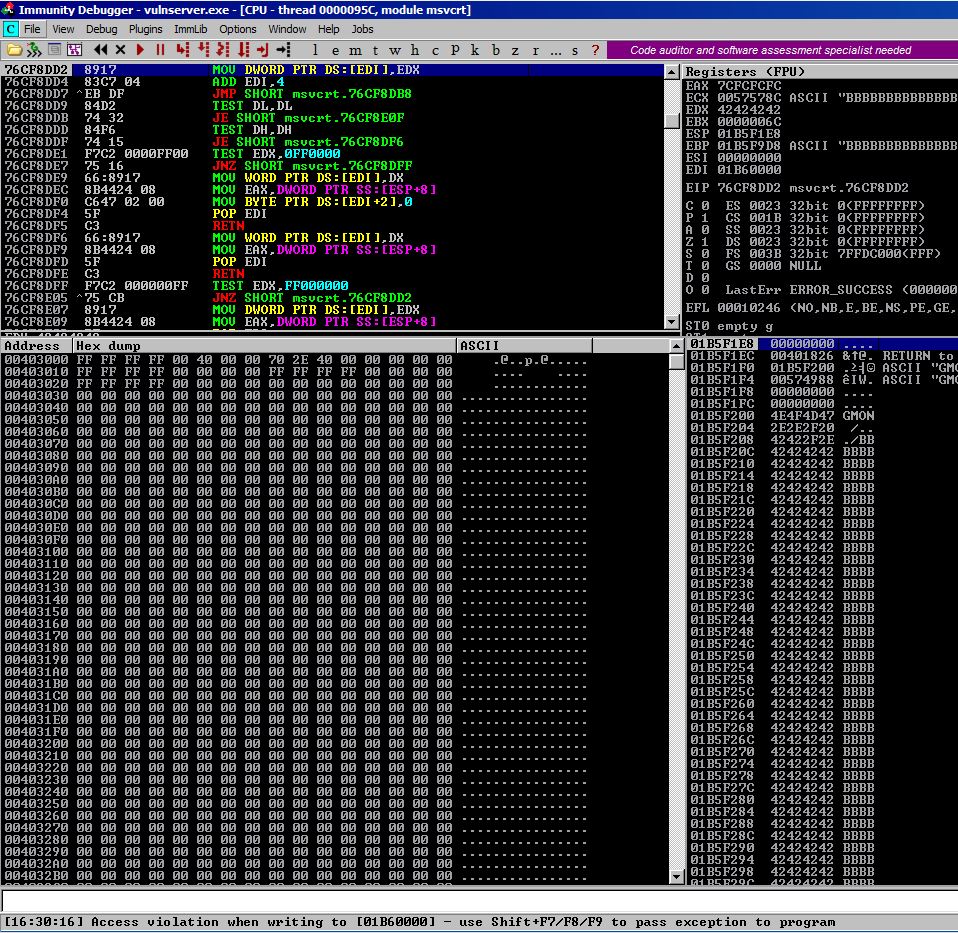 Immunity Debugger - vulnserver.exe - [CPU - thread 0000095C, module msvcrt]
C File View Debug Plugins ImmLib Options Window Help Jobs
l e m t w h c p k b z r ... s ? Code auditor and software assessment specialist needed
76CF8DD2 8917 MOV DWORD PTR DS:[EDI],EDX
76CF8DD4 83C7 04 ADD EDI,4
76CF8DD7 ^EB DF JMP SHORT msvcrt.76CF8DB8
76CF8DD9 84D2 TEST DL,DL
76CF8DDB 74 32 JE SHORT msvcrt.76CF8E0F
76CF8DDD 84F6 TEST DH,DH
76CF8DDF 74 15 JE SHORT msvcrt.76CF8DF6
76CF8DE1 F7C2 0000FF00 TEST EDX,0FF0000
76CF8DE7 75 16 JNZ SHORT msvcrt.76CF8DFF
76CF8DE9 66:8917 MOV WORD PTR DS:[EDI],DX
76CF8DEC 8B4424 08 MOV EAX,DWORD PTR SS:[ESP+8]
76CF8DF0 C647 02 00 MOV BYTE PTR DS:[EDI+2],0
76CF8DF4 5F POP EDI
76CF8DF5 C3 RETN
76CF8DF6 66:8917 MOV WORD PTR DS:[EDI],DX
76CF8DF9 8B4424 08 MOV EAX,DWORD PTR SS:[ESP+8]
76CF8DFD 5F POP EDI
76CF8DFE C3 RETN
76CF8DFF F7C2 000000FF TEST EDX,FF000000
76CF8E05 ^75 CB JNZ SHORT msvcrt.76CF8DD2
76CF8E07 8917 MOV DWORD PTR DS:[EDI],EDX
76CF8E09 8B4424 08 MOV EAX,DWORD PTR SS:[ESP+8]
Registers (FPU)
EAX 7CFCFCFC
ECX 0057578C ASCII "BBBBBBBBBBBBBB
EDX 42424242
EBX 0000006C
ESP 01B5F1E8
EBP 01B5F9D8 ASCII "BBBBBBBBBBBBBB
ESI 00000000
EDI 01B60000
EIP 76CF8DD2 msvcrt.76CF8DD2
C 0 ES 0023 32bit 0(FFFFFFFF)
P 1 CS 001B 32bit 0(FFFFFFFF)
A 0 SS 0023 32bit 0(FFFFFFFF)
Z 1 DS 0023 32bit 0(FFFFFFFF)
S 0 FS 003B 32bit 7FFDC000(FFF)
T 0 GS 0000 NULL
D 0
O 0 LastErr ERROR_SUCCESS (000000
EFL 00010246 (NO,NB,E,BE,NS,PE,GE,
ST0 empty g
Address Hex dump ASCII
00403000 FF FF FF FF 00 40 00 00 70 2E 40 00 00 00 00 00 .@..p.@.....
00403010 FF FF FF FF 00 00 00 00 FF FF FF FF 00 00 00 00 .... ....
00403020 FF FF FF FF 00 00 00 00 00 00 00 00 00 00 00 00 ............
00403030 00 00 00 00 00 00 00 00 00 00 00 00 00 00 00 00 ................
00403040 00 00 00 00 00 00 00 00 00 00 00 00 00 00 00 00 ................
00403050 00 00 00 00 00 00 00 00 00 00 00 00 00 00 00 00 ................
00403060 00 00 00 00 00 00 00 00 00 00 00 00 00 00 00 00 ................
00403070 00 00 00 00 00 00 00 00 00 00 00 00 00 00 00 00 ................
00403080 00 00 00 00 00 00 00 00 00 00 00 00 00 00 00 00 ................
00403090 00 00 00 00 00 00 00 00 00 00 00 00 00 00 00 00 ................
004030A0 00 00 00 00 00 00 00 00 00 00 00 00 00 00 00 00 ................
004030B0 00 00 00 00 00 00 00 00 00 00 00 00 00 00 00 00 ................
004030C0 00 00 00 00 00 00 00 00 00 00 00 00 00 00 00 00 ................
004030D0 00 00 00 00 00 00 00 00 00 00 00 00 00 00 00 00 ................
004030E0 00 00 00 00 00 00 00 00 00 00 00 00 00 00 00 00 ................
004030F0 00 00 00 00 00 00 00 00 00 00 00 00 00 00 00 00 ................
00403100 00 00 00 00 00 00 00 00 00 00 00 00 00 00 00 00 ................
00403110 00 00 00 00 00 00 00 00 00 00 00 00 00 00 00 00 ................
00403120 00 00 00 00 00 00 00 00 00 00 00 00 00 00 00 00 ................
00403130 00 00 00 00 00 00 00 00 00 00 00 00 00 00 00 00 ................
00403140 00 00 00 00 00 00 00 00 00 00 00 00 00 00 00 00 ................
00403150 00 00 00 00 00 00 00 00 00 00 00 00 00 00 00 00 ................
00403160 00 00 00 00 00 00 00 00 00 00 00 00 00 00 00 00 ................
00403170 00 00 00 00 00 00 00 00 00 00 00 00 00 00 00 00 ................
00403180 00 00 00 00 00 00 00 00 00 00 00 00 00 00 00 00 ................
00403190 00 00 00 00 00 00 00 00 00 00 00 00 00 00 00 00 ................
004031A0 00 00 00 00 00 00 00 00 00 00 00 00 00 00 00 00 ................
004031B0 00 00 00 00 00 00 00 00 00 00 00 00 00 00 00 00 ................
004031C0 00 00 00 00 00 00 00 00 00 00 00 00 00 00 00 00 ................
004031D0 00 00 00 00 00 00 00 00 00 00 00 00 00 00 00 00 ................
004031E0 00 00 00 00 00 00 00 00 00 00 00 00 00 00 00 00 ................
004031F0 00 00 00 00 00 00 00 00 00 00 00 00 00 00 00 00 ................
00403200 00 00 00 00 00 00 00 00 00 00 00 00 00 00 00 00 ................
00403210 00 00 00 00 00 00 00 00 00 00 00 00 00 00 00 00 ................
00403220 00 00 00 00 00 00 00 00 00 00 00 00 00 00 00 00 ................
00403230 00 00 00 00 00 00 00 00 00 00 00 00 00 00 00 00 ................
00403240 00 00 00 00 00 00 00 00 00 00 00 00 00 00 00 00 ................
00403250 00 00 00 00 00 00 00 00 00 00 00 00 00 00 00 00 ................
00403260 00 00 00 00 00 00 00 00 00 00 00 00 00 00 00 00 ................
00403270 00 00 00 00 00 00 00 00 00 00 00 00 00 00 00 00 ................
00403280 00 00 00 00 00 00 00 00 00 00 00 00 00 00 00 00 ................
00403290 00 00 00 00 00 00 00 00 00 00 00 00 00 00 00 00 ................
004032A0 00 00 00 00 00 00 00 00 00 00 00 00 00 00 00 00 ................
004032B0 00 00 00 00 00 00 00 00 00 00 00 00 00 00 00 00 ................
01B5F1E8 00000000 ....
01B5F1EC 00401826 &↑@. RETURN to
01B5F1F0 01B5F200 ASCII "GMO
01B5F1F4 00574988 êIW. ASCII "GMO
01B5F1F8 00000000 ....
01B5F1FC 00000000 ....
01B5F200 4E4F4D47 GMON
01B5F204 2E2E2F20 /..
01B5F208 42422F2E ./BB
01B5F20C 42424242 BBBB
01B5F210 42424242 BBBB
01B5F214 42424242 BBBB
01B5F218 42424242 BBBB
01B5F21C 42424242 BBBB
01B5F220 42424242 BBBB
01B5F224 42424242 BBBB
01B5F228 42424242 BBBB
01B5F22C 42424242 BBBB
01B5F230 42424242 BBBB
01B5F234 42424242 BBBB
01B5F238 42424242 BBBB
01B5F23C 42424242 BBBB
01B5F240 42424242 BBBB
01B5F244 42424242 BBBB
01B5F248 42424242 BBBB
01B5F24C 42424242 BBBB
01B5F250 42424242 BBBB
01B5F254 42424242 BBBB
01B5F258 42424242 BBBB
01B5F25C 42424242 BBBB
01B5F260 42424242 BBBB
01B5F264 42424242 BBBB
01B5F268 42424242 BBBB
01B5F26C 42424242 BBBB
01B5F270 42424242 BBBB
01B5F274 42424242 BBBB
01B5F278 42424242 BBBB
01B5F27C 42424242 BBBB
01B5F280 42424242 BBBB
01B5F284 42424242 BBBB
01B5F288 42424242 BBBB
01B5F28C 42424242 BBBB
01B5F290 42424242 BBBB
01B5F294 42424242 BBBB
01B5F298 42424242 BBBB
01B5F29C 42424242 BBBB
[16:30:16] Access violation when writing to [01B60000] - use Shift+F7/F8/F9 to pass exception to program